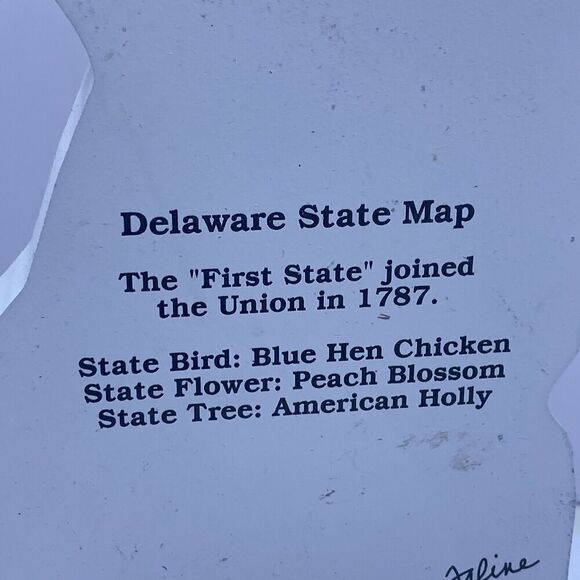 Delaware State Map
The "First State" joined
the Union in 1787.
State Bird: Blue Hen Chicken
State Flower: Peach Blossom
State Tree: American Holly